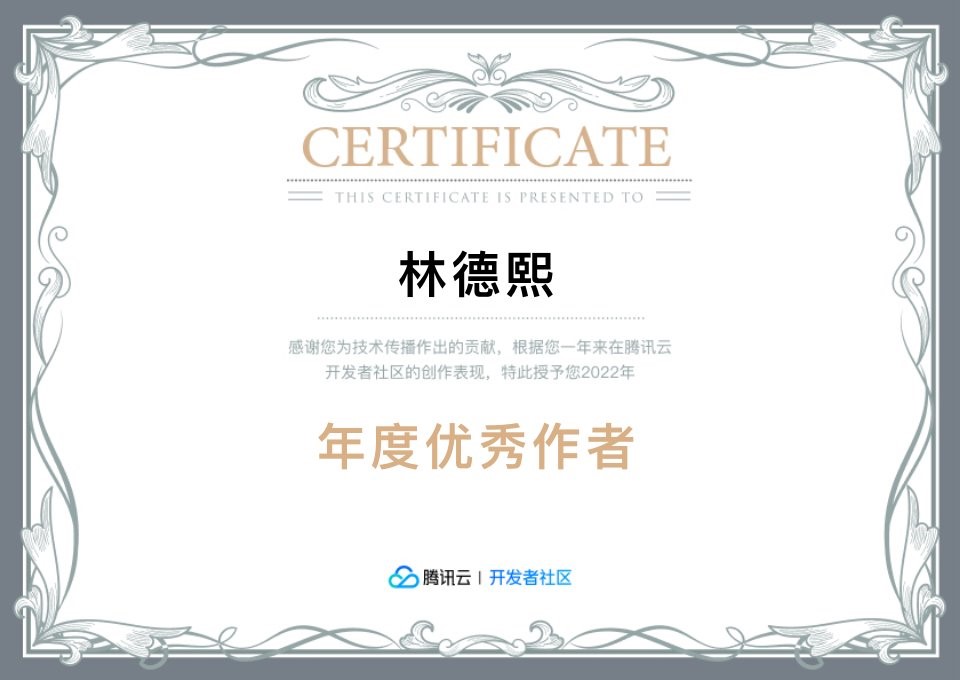 CERTIFICATE
THIS CERTIFICATE IS PRESENTED TO
林德熙
感谢您为技术传播作出的贡献，根据您一年来在腾讯云
开发者社区的创作表现，特此授予您2022年
年度优秀作者
腾讯云 | 开发者社区